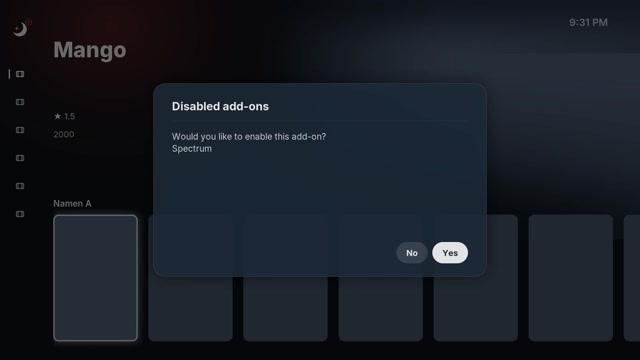 9:31 PM
Mango
★ 1.5
2000
Disabled add-ons
Would you like to enable this add-on?
Spectrum
No
Yes
Namen A